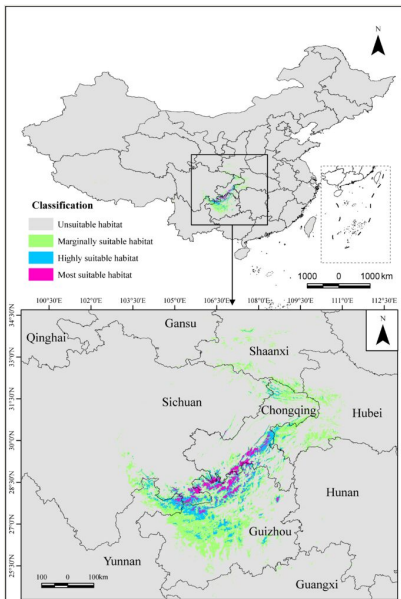 N
Classification
Unsuitable habitat
Marginally suitable habitat
Highly suitable habitat
Most suitable habitat
1000 0 1000km
100°30'E 102°0'E 103°30'E 105°0'E 106°30'E 108°0'E 109°30'E 111°0'E 112°30'E
34°30'N
33°0'N
31°30'N
30°0'N
28°30'N
27°0'N
25°30'N
N
Gansu
Qinghai
Shaanxi
Sichuan
Chongqing
Hubei
Hunan
Guizhou
Yunnan
Guangxi
100 0 100km